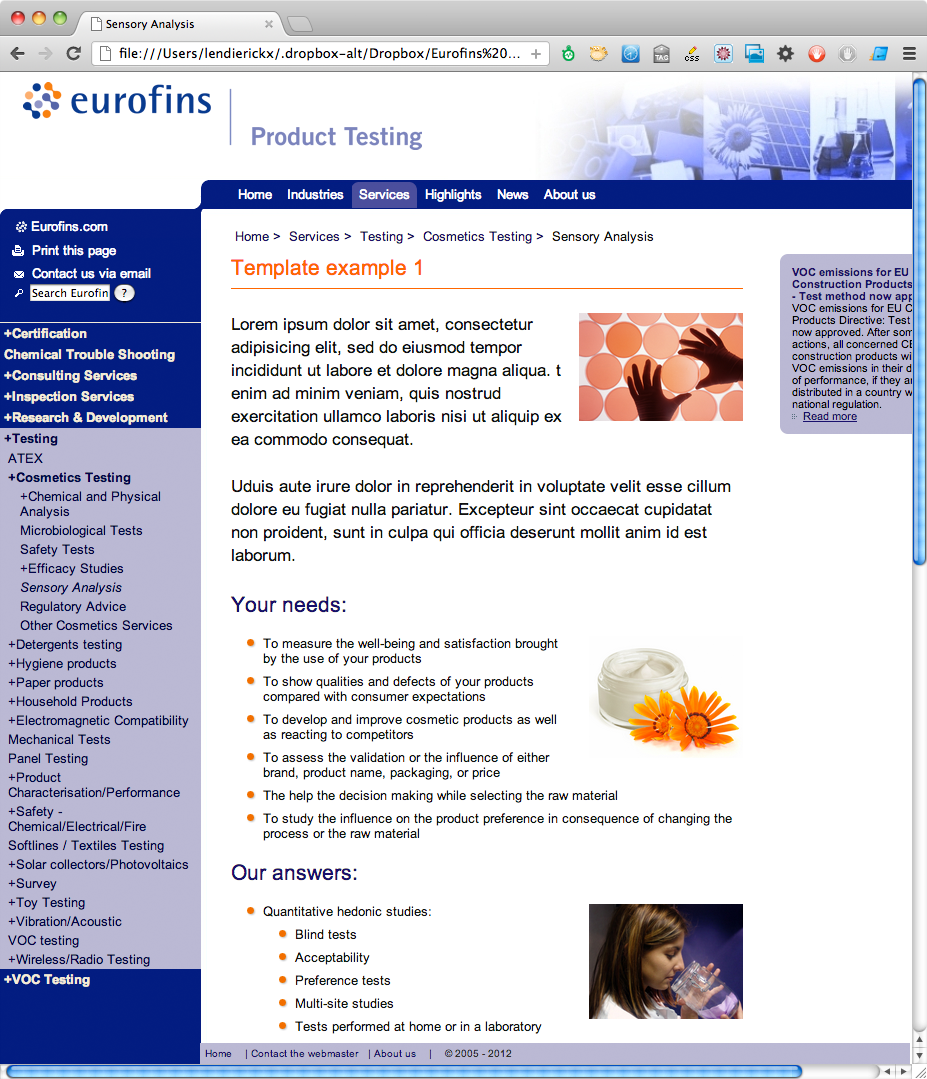 Sensory Analysis
file:///Users/lendierickx/.dropbox-alt/Dropbox/Eurofins%20...
TAG
css
eurofins
Product Testing
Home Industries Services Highlights News About us
Eurofins.com
Print this page
Contact us via email
Search Eurofin ?
+Certification
Chemical Trouble Shooting
+Consulting Services
+Inspection Services
+Research & Development
+Testing
ATEX
+Cosmetics Testing
+Chemical and Physical
Analysis
Microbiological Tests
Safety Tests
+Efficacy Studies
Sensory Analysis
Regulatory Advice
Other Cosmetics Services
+Detergents testing
+Hygiene products
+Paper products
+Household Products
+Electromagnetic Compatibility
Mechanical Tests
Panel Testing
+Product
Characterisation/Performance
+Safety -
Chemical/Electrical/Fire
Softlines / Textiles Testing
+Solar collectors/Photovoltaics
+Survey
+Toy Testing
+Vibration/Acoustic
VOC testing
+Wireless/Radio Testing
+VOC Testing
Home > Services > Testing > Cosmetics Testing > Sensory Analysis
Template example 1
Lorem ipsum dolor sit amet, consectetur
adipisicing elit, sed do eiusmod tempor
incididunt ut labore et dolore magna aliqua. t
enim ad minim veniam, quis nostrud
exercitation ullamco laboris nisi ut aliquip ex
ea commodo consequat.
Uduis aute irure dolor in reprehenderit in voluptate velit esse cillum
dolore eu fugiat nulla pariatur. Excepteur sint occaecat cupidatat
non proident, sunt in culpa qui officia deserunt mollit anim id est
laborum.
Your needs:
To measure the well-being and satisfaction brought
by the use of your products
To show qualities and defects of your products
compared with consumer expectations
To develop and improve cosmetic products as well
as reacting to competitors
To assess the validation or the influence of either
brand, product name, packaging, or price
The help the decision making while selecting the raw material
To study the influence on the product preference in consequence of changing the
process or the raw material
Our answers:
Quantitative hedonic studies:
Blind tests
Acceptability
Preference tests
Multi-site studies
Tests performed at home or in a laboratory
VOC emissions for EU
Construction Products
- Test method now app
VOC emissions for EU C
Products Directive: Test
now approved. After som
actions, all concerned CE
construction products wi
VOC emissions in their d
of performance, if they ar
distributed in a country w
national regulation.
Read more
Home | Contact the webmaster | About us | © 2005 - 2012